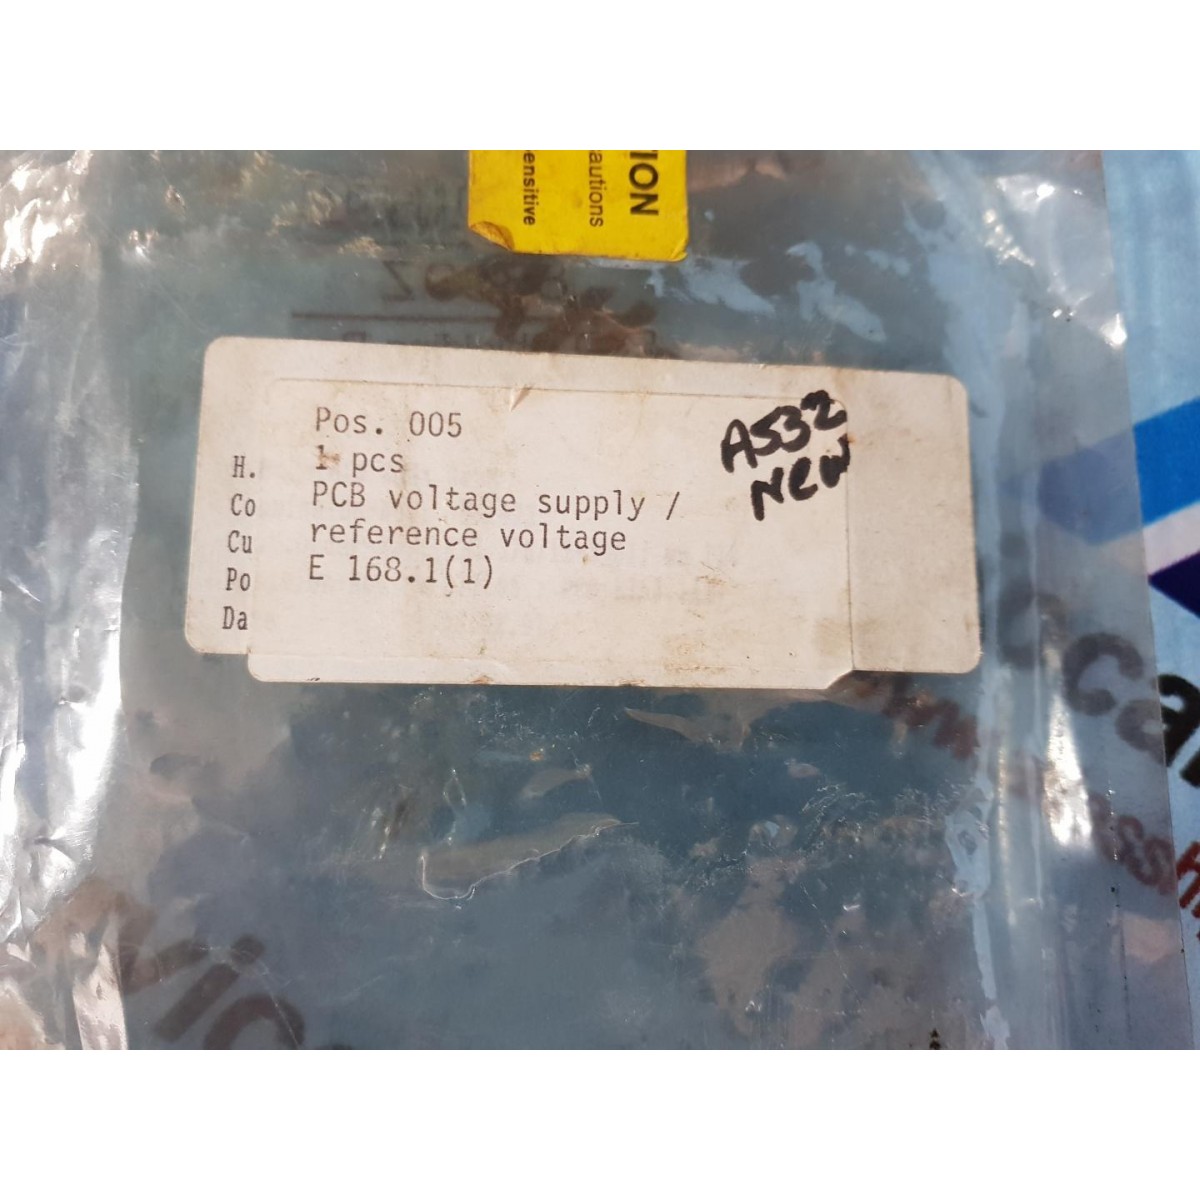 TION
autions
ensitive
Pos. 005
1 pcs
PCB voltage supply /
reference voltage
E 168.1(1)
A532
New
H.
Co
Cu
Po
Da